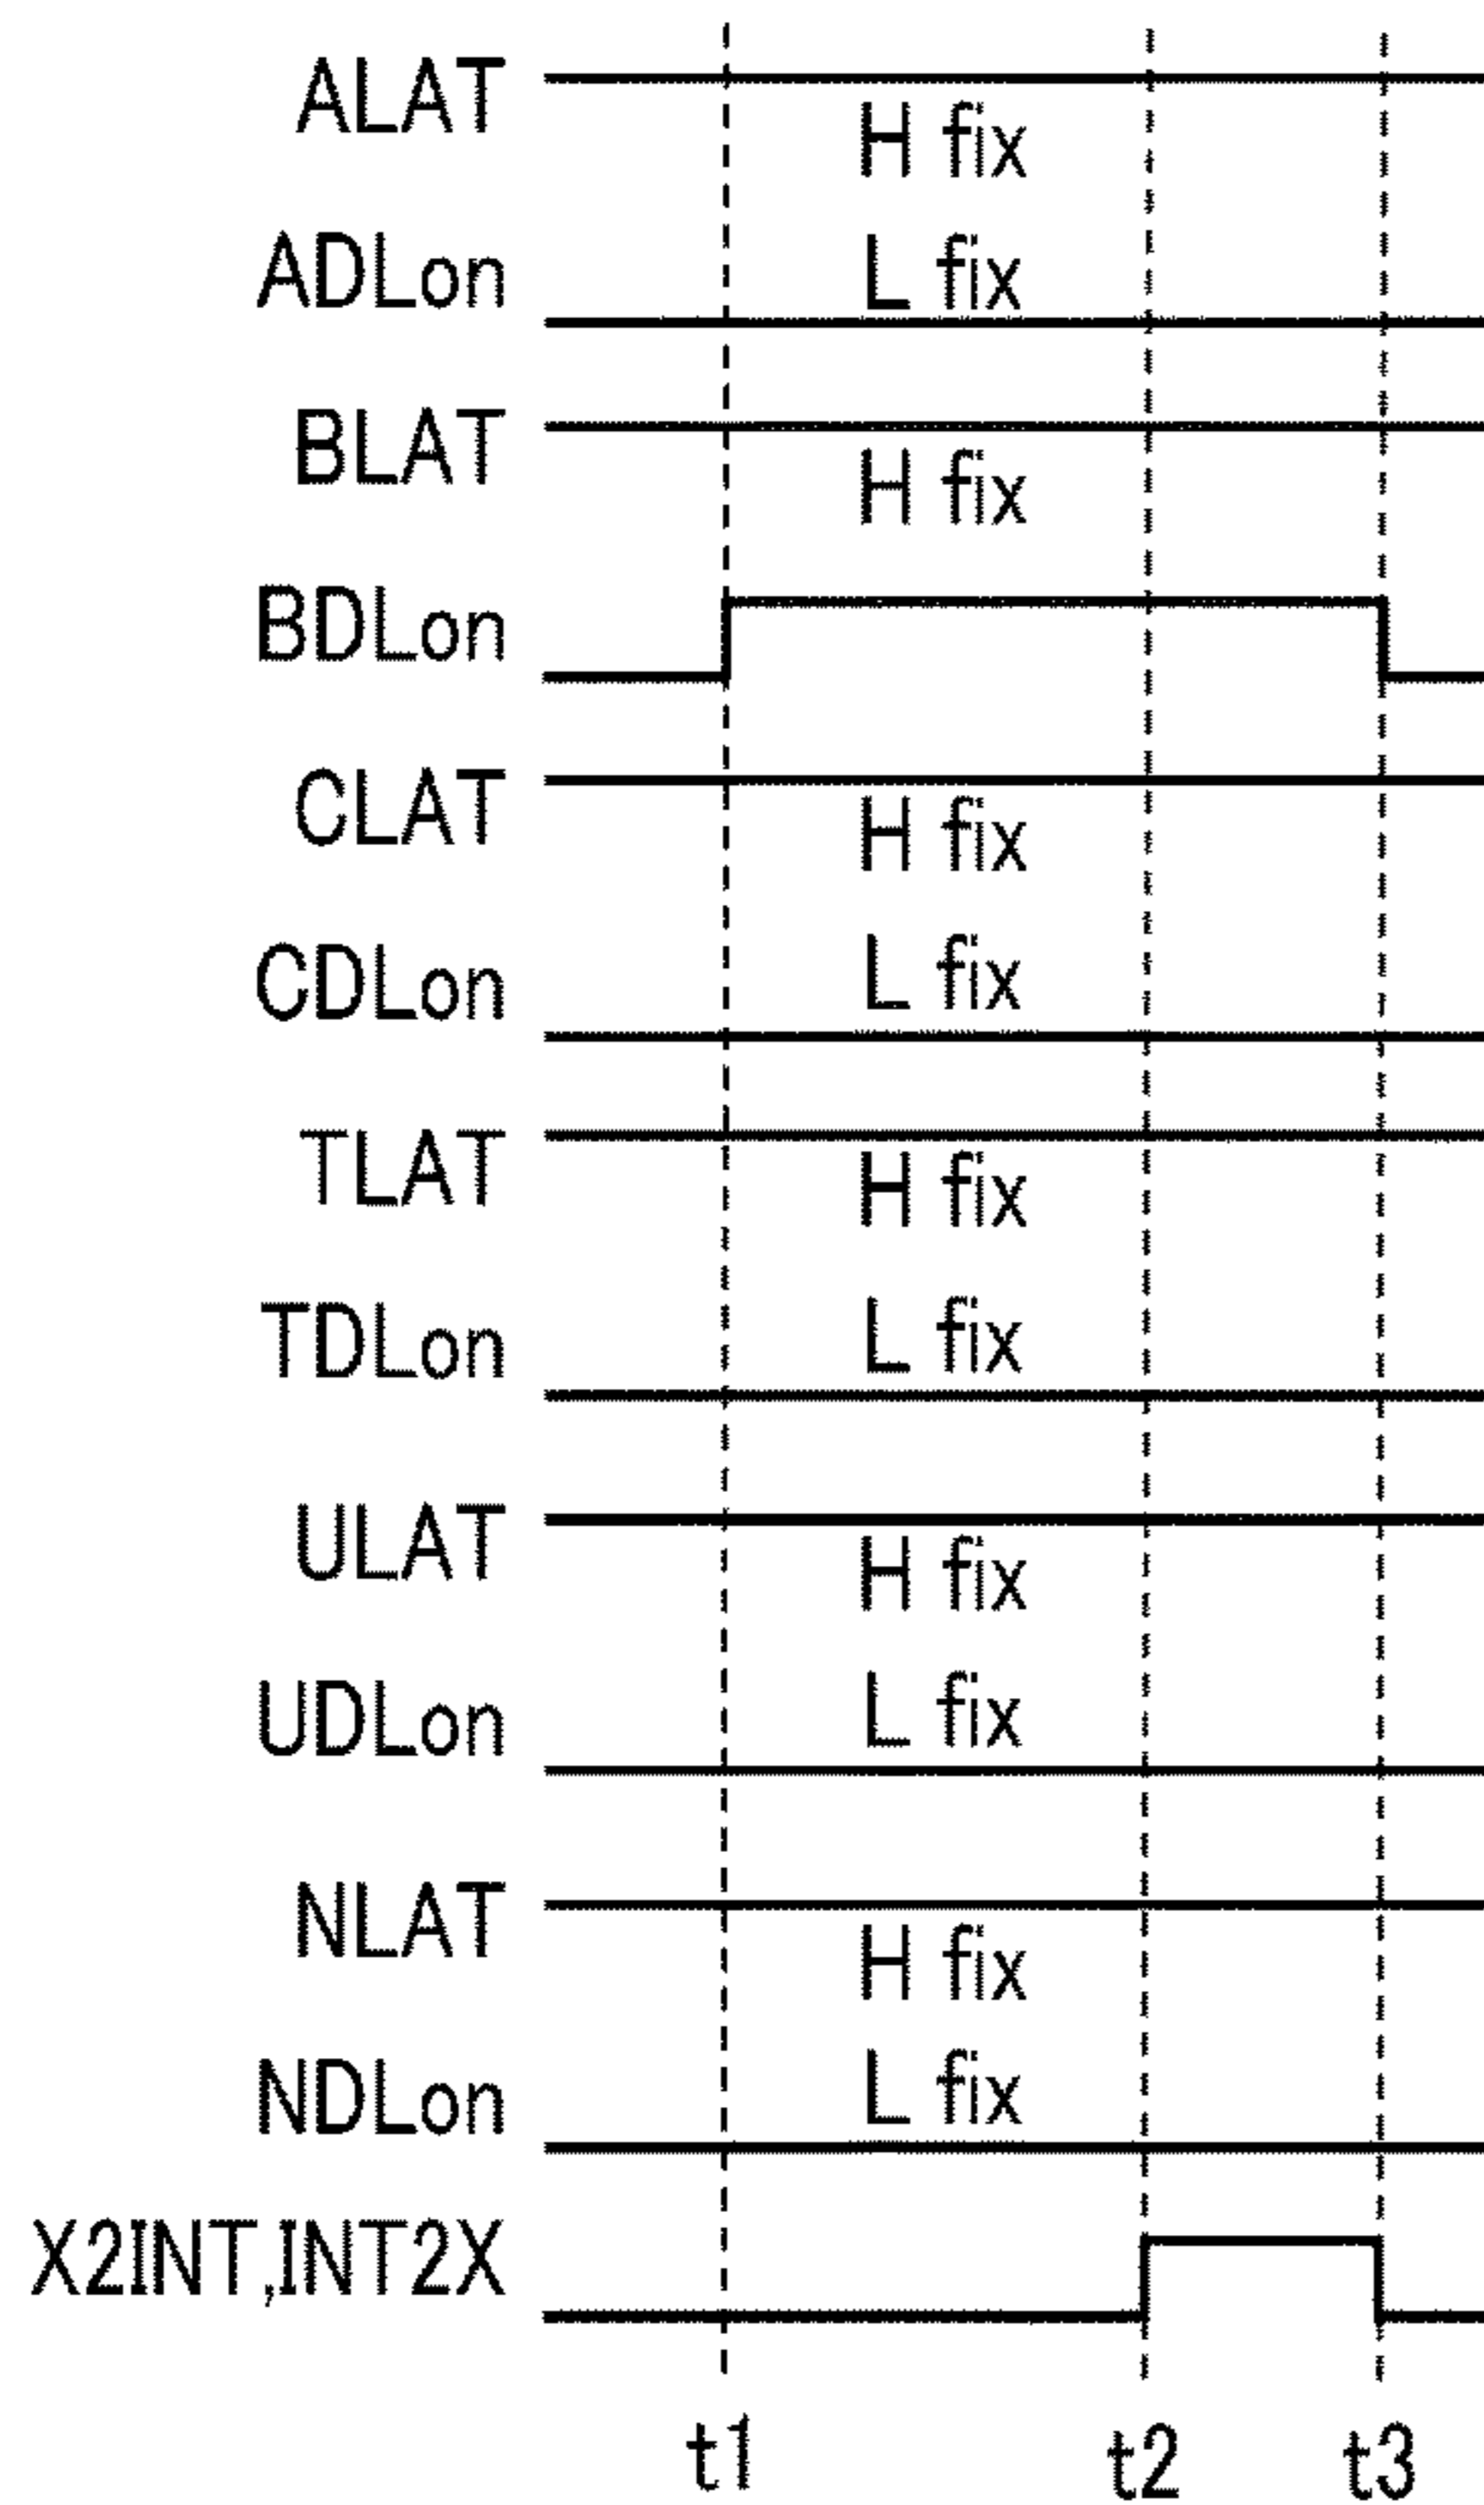 ALAT
H fix
ADLon
L fix
BLAT
H fix
BDLon
CLAT
H fix
CDLon
L fix
TLAT
H fix
TDLon
L fix
ULAT
H fix
UDLon
L fix
NLAT
H fix
NDLon
L fix
X2INT,INT2X
t1 t2 t3